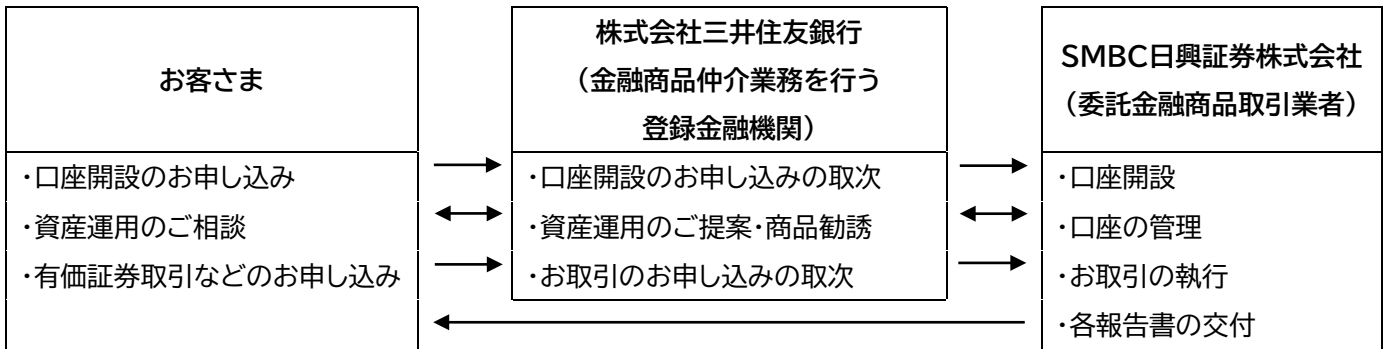 お客さま
株式会社三井住友銀行
（金融商品仲介業務を行う
登録金融機関）
SMBC日興証券株式会社
（委託金融商品取引業者）
・口座開設のお申し込み
・資産運用のご相談
・有価証券取引などのお申し込み
・口座開設のお申し込みの取次
・資産運用のご提案・商品勧誘
・お取引のお申し込みの取次
・口座開設
・口座の管理
・お取引の執行
・各報告書の交付